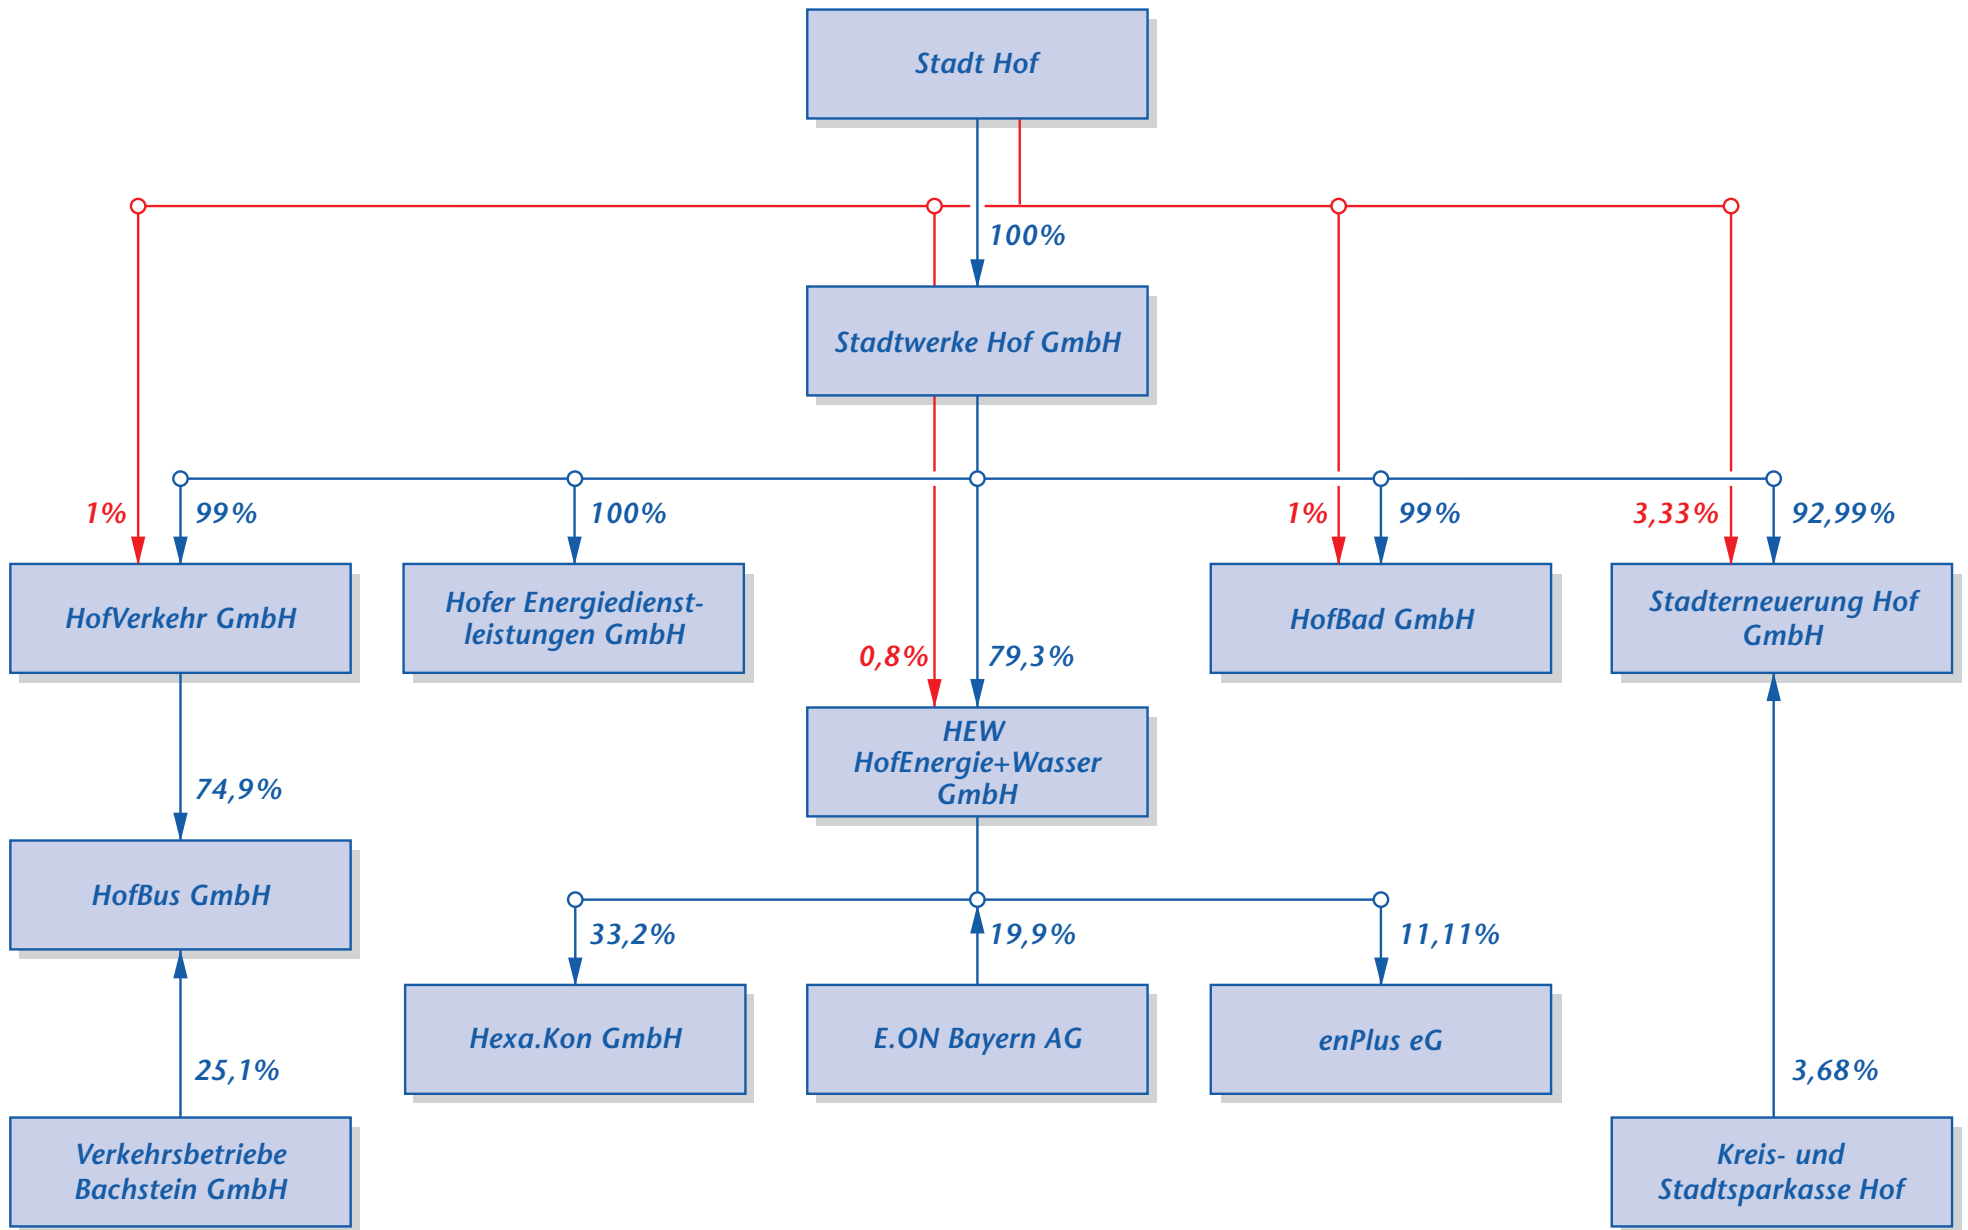 Stadt Hof
100%
Stadtwerke Hof GmbH
1%
99%
100%
1%
99%
3,33%
92,99%
HofVerkehr GmbH
Hofer Energiedienst-
leistungen GmbH
HofBad GmbH
Stadterneuerung Hof
GmbH
0,8%
79,3%
HEW
HofEnergie+Wasser
GmbH
74,9%
HofBus GmbH
33,2%
19,9%
11,11%
Hexa.Kon GmbH
E.ON Bayern AG
enPlus eG
25,1%
3,68%
Verkehrsbetriebe
Bachstein GmbH
Kreis- und
Stadtsparkasse Hof